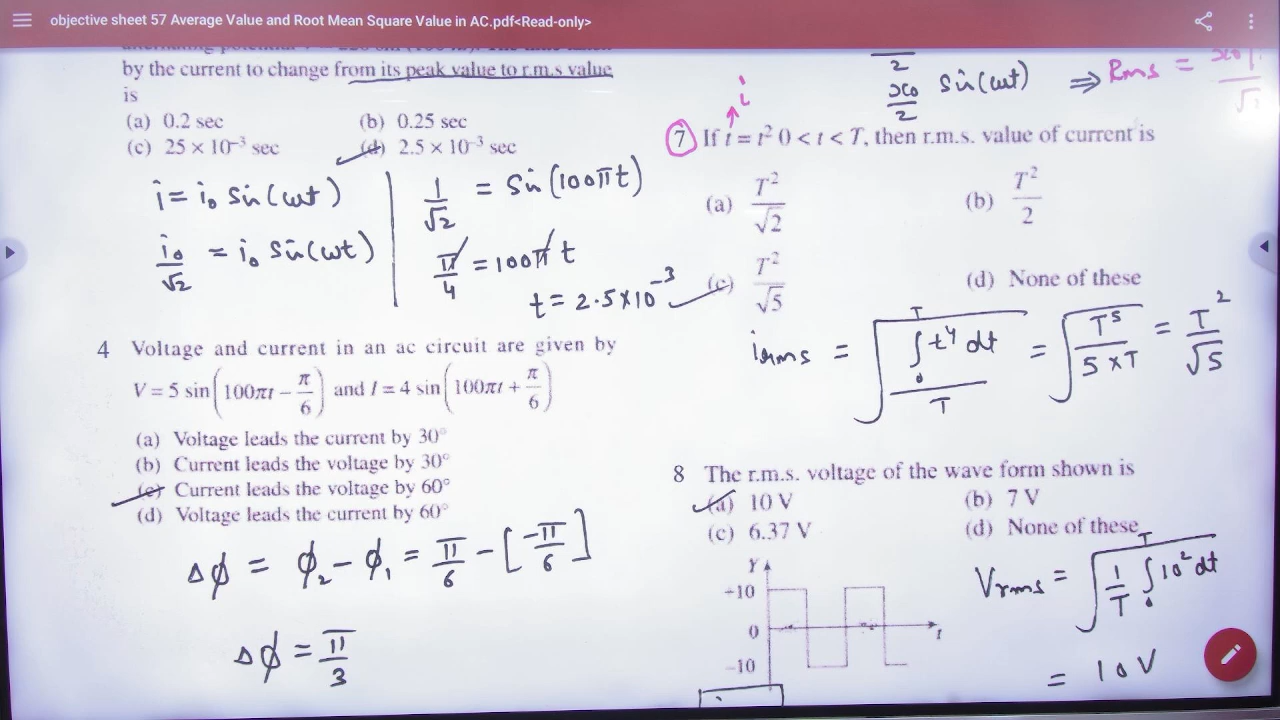 objective sheet 57 Average Value and Root Mean Square Value in AC.pdf<Read-only>
by the current to change from its peak value to r.m.s value
is
(a) 0.2 sec (b) 0.25 sec
(c) 25 × 10⁻³ sec (d) 2.5 × 10⁻³ sec
i = i₀ sin(ωt)
i₀/√2 = i₀ sin(ωt)
1/√2 = sin(100πt)
π/4 = 100π t
t = 2.5×10⁻³
4 Voltage and current in an ac circuit are given by
V = 5 sin(100πt − π/6) and I = 4 sin(100πt + π/6)
(a) Voltage leads the current by 30°
(b) Current leads the voltage by 30°
(c) Current leads the voltage by 60°
(d) Voltage leads the current by 60°
Δϕ = ϕ₂ − ϕ₁ = π/6 − [−π/6]
Δϕ = π/3
2
x₀/2 sin(ωt) ⇒ Rms =
i
7 If t = t² 0 < t < T, then r.m.s. value of current is
(a) T²/√2 (b) T²/2
(c) T²/√5 (d) None of these
iᵣₘₛ = √(∫₀ᵀ t⁴ dt / T) = √(T⁵/5×T) = T²/√5
8 The r.m.s. voltage of the wave form shown is
(a) 10 V (b) 7 V
(c) 6.37 V (d) None of these
Y
+10
0
−10
t
Vrms = √(1/T ∫₀ᵀ 10² dt)
= 10V